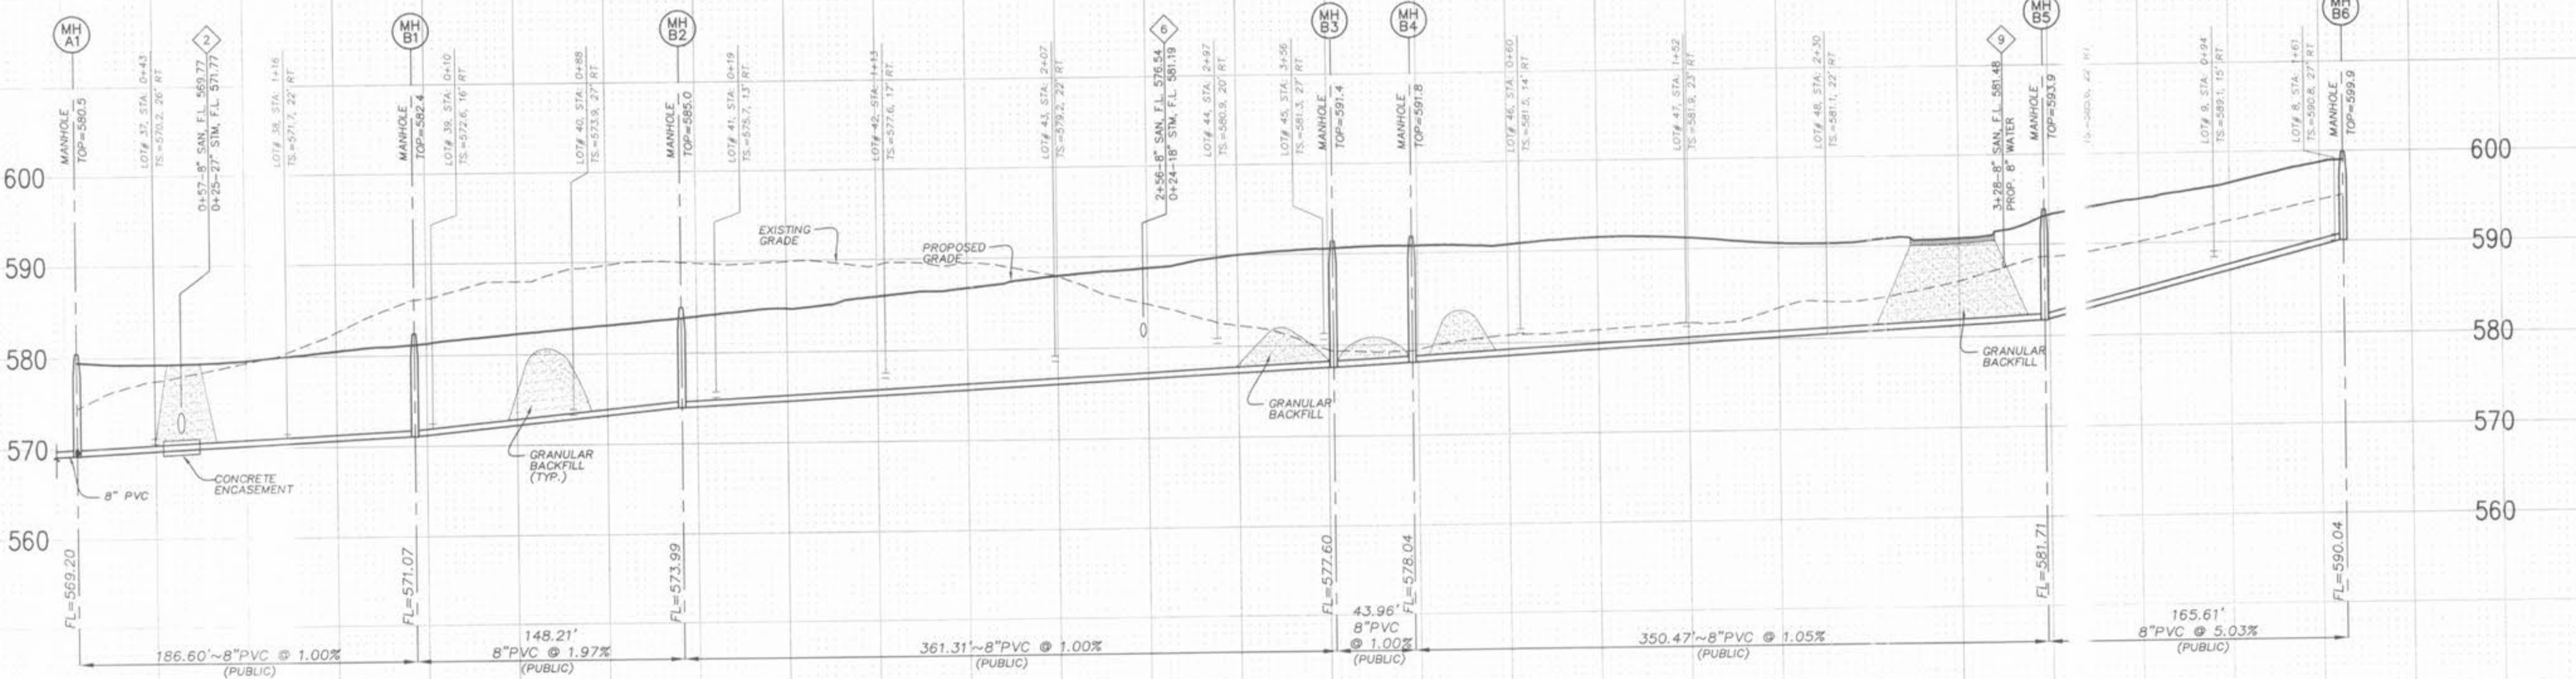 MH
A1
MANHOLE
TOP=580.5
LOT# 37, STA: 0+43
TS.=570.2, 26' RT
2
0+57-8" SAN, F.L. 569.77
0+25-27" STM, F.L. 571.77
LOT# 38, STA: 1+16
TS.=571.7, 22' RT
MH
B1
MANHOLE
TOP=582.4
LOT# 39, STA: 0+10
TS.=572.6, 16' RT
LOT# 40, STA: 0+88
TS.=573.9, 27' RT
MH
B2
MANHOLE
TOP=585.0
LOT# 41, STA: 0+19
TS.=575.7, 13' RT
LOT# 42, STA: 1+13
TS.=577.6, 17' RT
LOT# 43, STA: 2+07
TS.=579.2, 22' RT
6
2+56-8" SAN, F.L. 576.54
0+24-18" STM, F.L. 581.19
LOT# 44, STA: 2+97
TS.=580.9, 20' RT
LOT# 45, STA: 3+56
TS.=581.3, 27' RT
MH
B3
MANHOLE
TOP=591.4
MH
B4
MANHOLE
TOP=591.8
LOT# 46, STA: 0+60
TS.=581.5, 14' RT
LOT# 47, STA: 1+52
TS.=581.9, 23' RT
LOT# 48, STA: 2+30
TS.=581.1, 22' RT
9
3+28-8" SAN, F.L. 581.48
PROP. 8" WATER
MH
B5
MANHOLE
TOP=593.9
LOT# 9, STA: 0+94
TS.=589.1, 15' RT
LOT# 8, STA: 1+61
TS.=590.8, 27' RT
MH
B6
MANHOLE
TOP=599.9
600
590
580
570
560
EXISTING
GRADE
PROPOSED
GRADE
8" PVC
CONCRETE
ENCASEMENT
GRANULAR
BACKFILL
(TYP.)
GRANULAR
BACKFILL
GRANULAR
BACKFILL
600
590
580
570
560
FL=569.20
FL=571.07
FL=573.99
FL=577.60
FL=578.04
FL=581.71
FL=590.04
186.60'~8"PVC @ 1.00%
(PUBLIC)
148.21'
8"PVC @ 1.97%
(PUBLIC)
361.31'~8"PVC @ 1.00%
(PUBLIC)
43.96'
8"PVC
@ 1.00%
(PUBLIC)
350.47'~8"PVC @ 1.05%
(PUBLIC)
165.61'
8"PVC @ 5.03%
(PUBLIC)